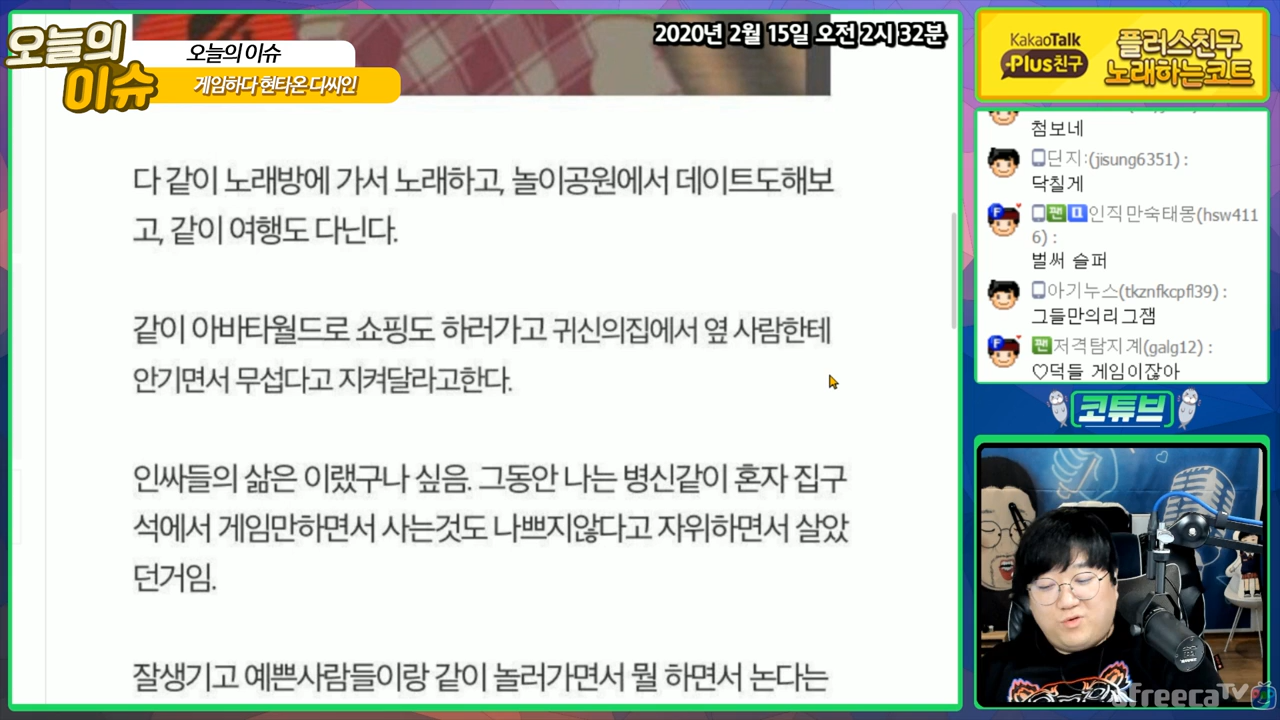 오늘의
이슈
오늘의 이슈
게임하다 현타온 디씨인
2020년 2월 15일 오전 2시 32분
다 같이 노래방에 가서 노래하고, 놀이공원에서 데이트도해보
고, 같이 여행도 다닌다.
같이 아바타월드로 쇼핑도 하러가고 귀신의집에서 옆 사람한테
안기면서 무섭다고 지켜달라고한다.
인싸들의 삶은 이랬구나 싶음. 그동안 나는 병신같이 혼자 집구
석에서 게임만하면서 사는것도 나쁘지않다고 자위하면서 살았
던거임.
잘생기고 예쁜사람들이랑 같이 놀러가면서 뭘 하면서 논다는
KakaoTalk
Plus친구
플러스친구
노래하는코트
첨보네
딘지:(jisung6351) :
닥칠게
F 팬 인직만숙태몽(hsw411
6) :
벌써 슬퍼
아기누스(tkznfkcpfl39) :
그들만의리그잼
F 팬 저격탐지계(galg12) :
♡덕들 게임이잖아
코튜브
afreecaTV